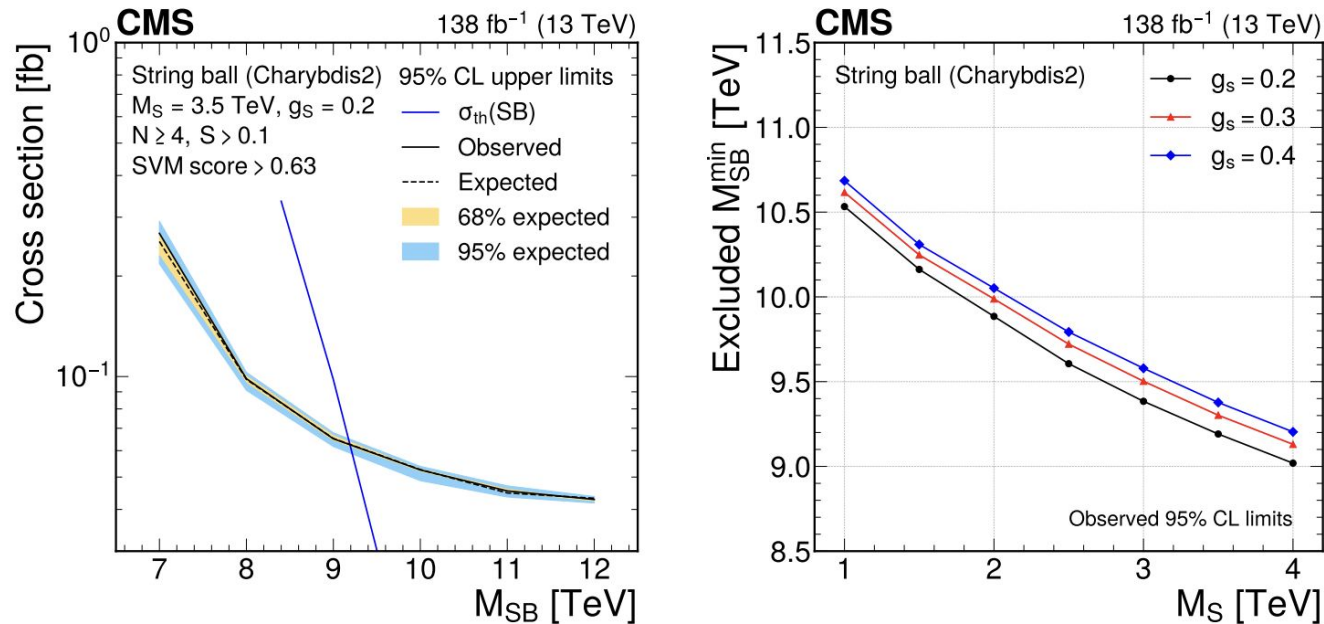 CMS
138 fb⁻¹ (13 TeV)
Cross section [fb]
10⁰
10⁻¹
String ball (Charybdis2)
M_S = 3.5 TeV, g_S = 0.2
N ≥ 4, S > 0.1
SVM score > 0.63
95% CL upper limits
σ_th(SB)
Observed
Expected
68% expected
95% expected
7 8 9 10 11 12
M_SB [TeV]
CMS
138 fb⁻¹ (13 TeV)
Excluded M_SB^min [TeV]
11.5
11.0
10.5
10.0
9.5
9.0
8.5
String ball (Charybdis2)
g_s = 0.2
g_s = 0.3
g_s = 0.4
Observed 95% CL limits
1 2 3 4
M_S [TeV]